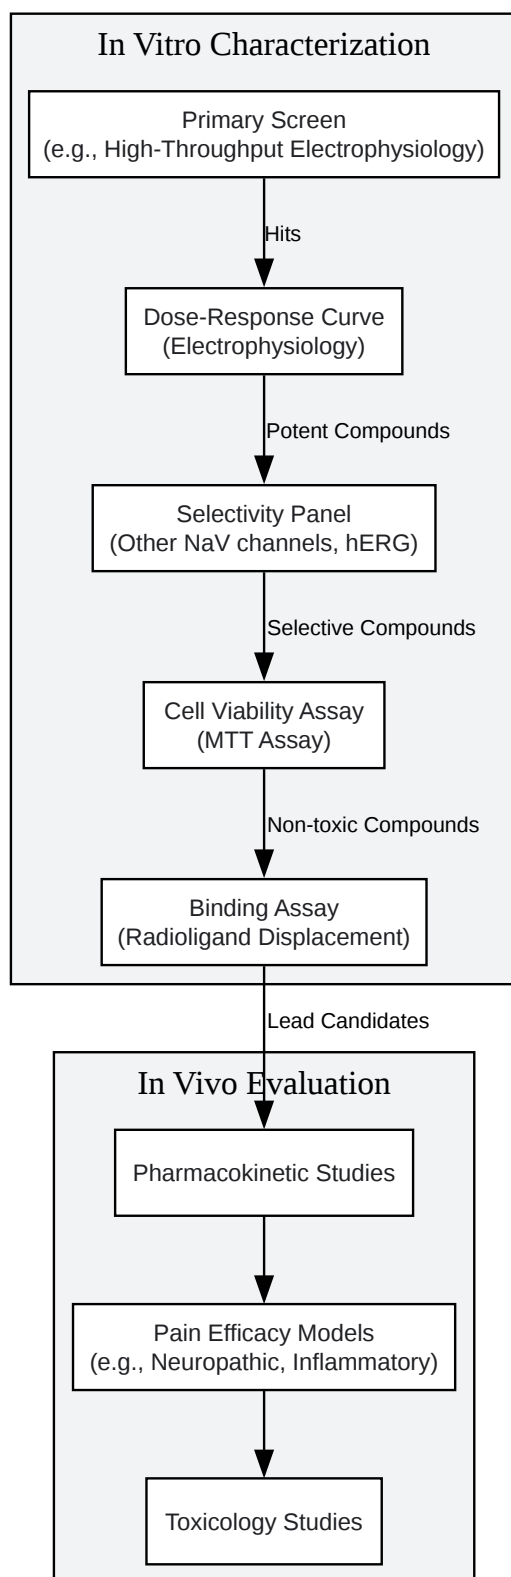 In Vitro Characterization
Primary Screen
(e.g., High-Throughput Electrophysiology)
Hits
Dose-Response Curve
(Electrophysiology)
Potent Compounds
Selectivity Panel
(Other NaV channels, hERG)
Selective Compounds
Cell Viability Assay
(MTT Assay)
Non-toxic Compounds
Binding Assay
(Radioligand Displacement)
Lead Candidates
In Vivo Evaluation
Pharmacokinetic Studies
Pain Efficacy Models
(e.g., Neuropathic, Inflammatory)
Toxicology Studies